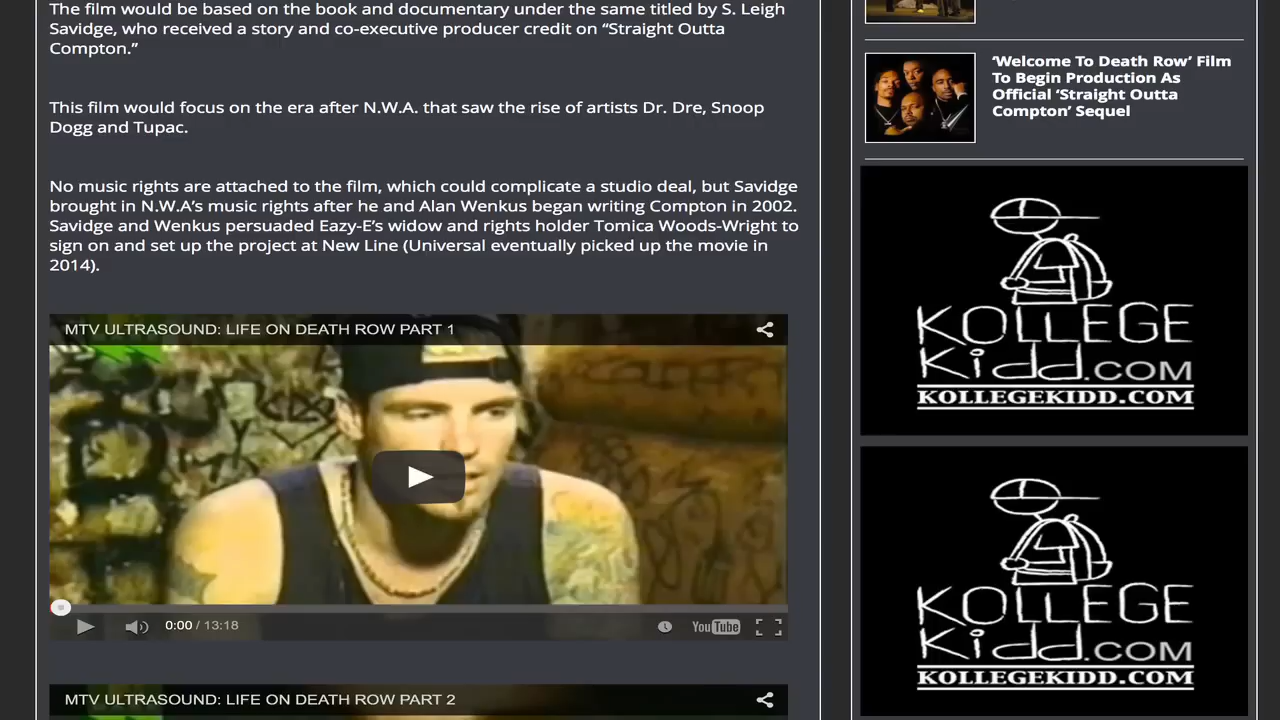 The film would be based on the book and documentary under the same titled by S. Leigh
Savidge, who received a story and co-executive producer credit on “Straight Outta
Compton.”
This film would focus on the era after N.W.A. that saw the rise of artists Dr. Dre, Snoop
Dogg and Tupac.
No music rights are attached to the film, which could complicate a studio deal, but Savidge
brought in N.W.A’s music rights after he and Alan Wenkus began writing Compton in 2002.
Savidge and Wenkus persuaded Eazy-E’s widow and rights holder Tomica Woods-Wright to
sign on and set up the project at New Line (Universal eventually picked up the movie in
2014).
MTV ULTRASOUND: LIFE ON DEATH ROW PART 1
0:00 / 13:18
YouTube
MTV ULTRASOUND: LIFE ON DEATH ROW PART 2
‘Welcome To Death Row’ Film
To Begin Production As
Official ‘Straight Outta
Compton’ Sequel
KOLLEGE
Kidd.COM
KOLLEGEKIDD.COM
KOLLEGE
Kidd.COM
KOLLEGEKIDD.COM